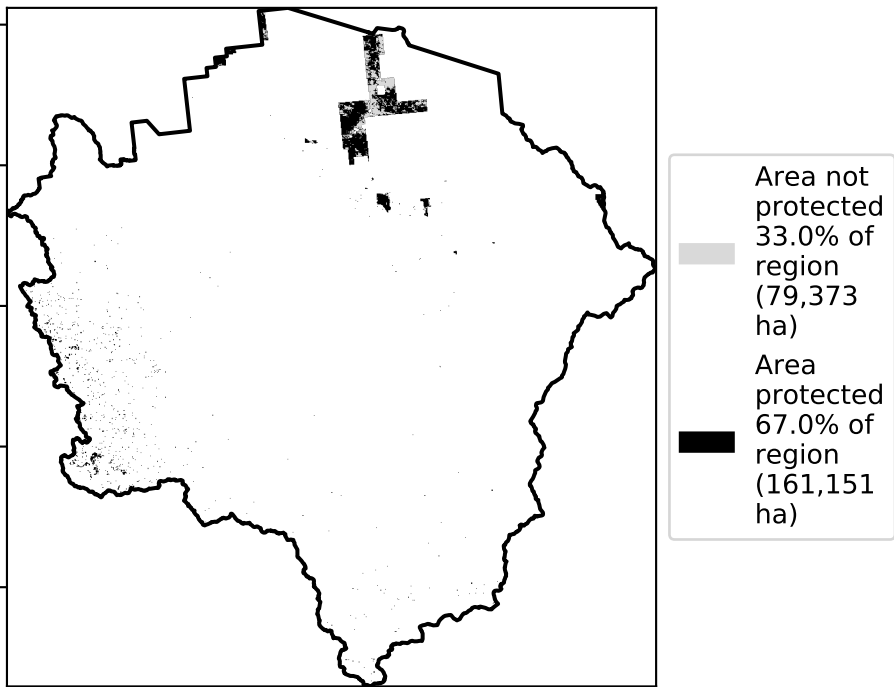 Area not
protected
33.0% of
region
(79,373
ha)
Area
protected
67.0% of
region
(161,151
ha)